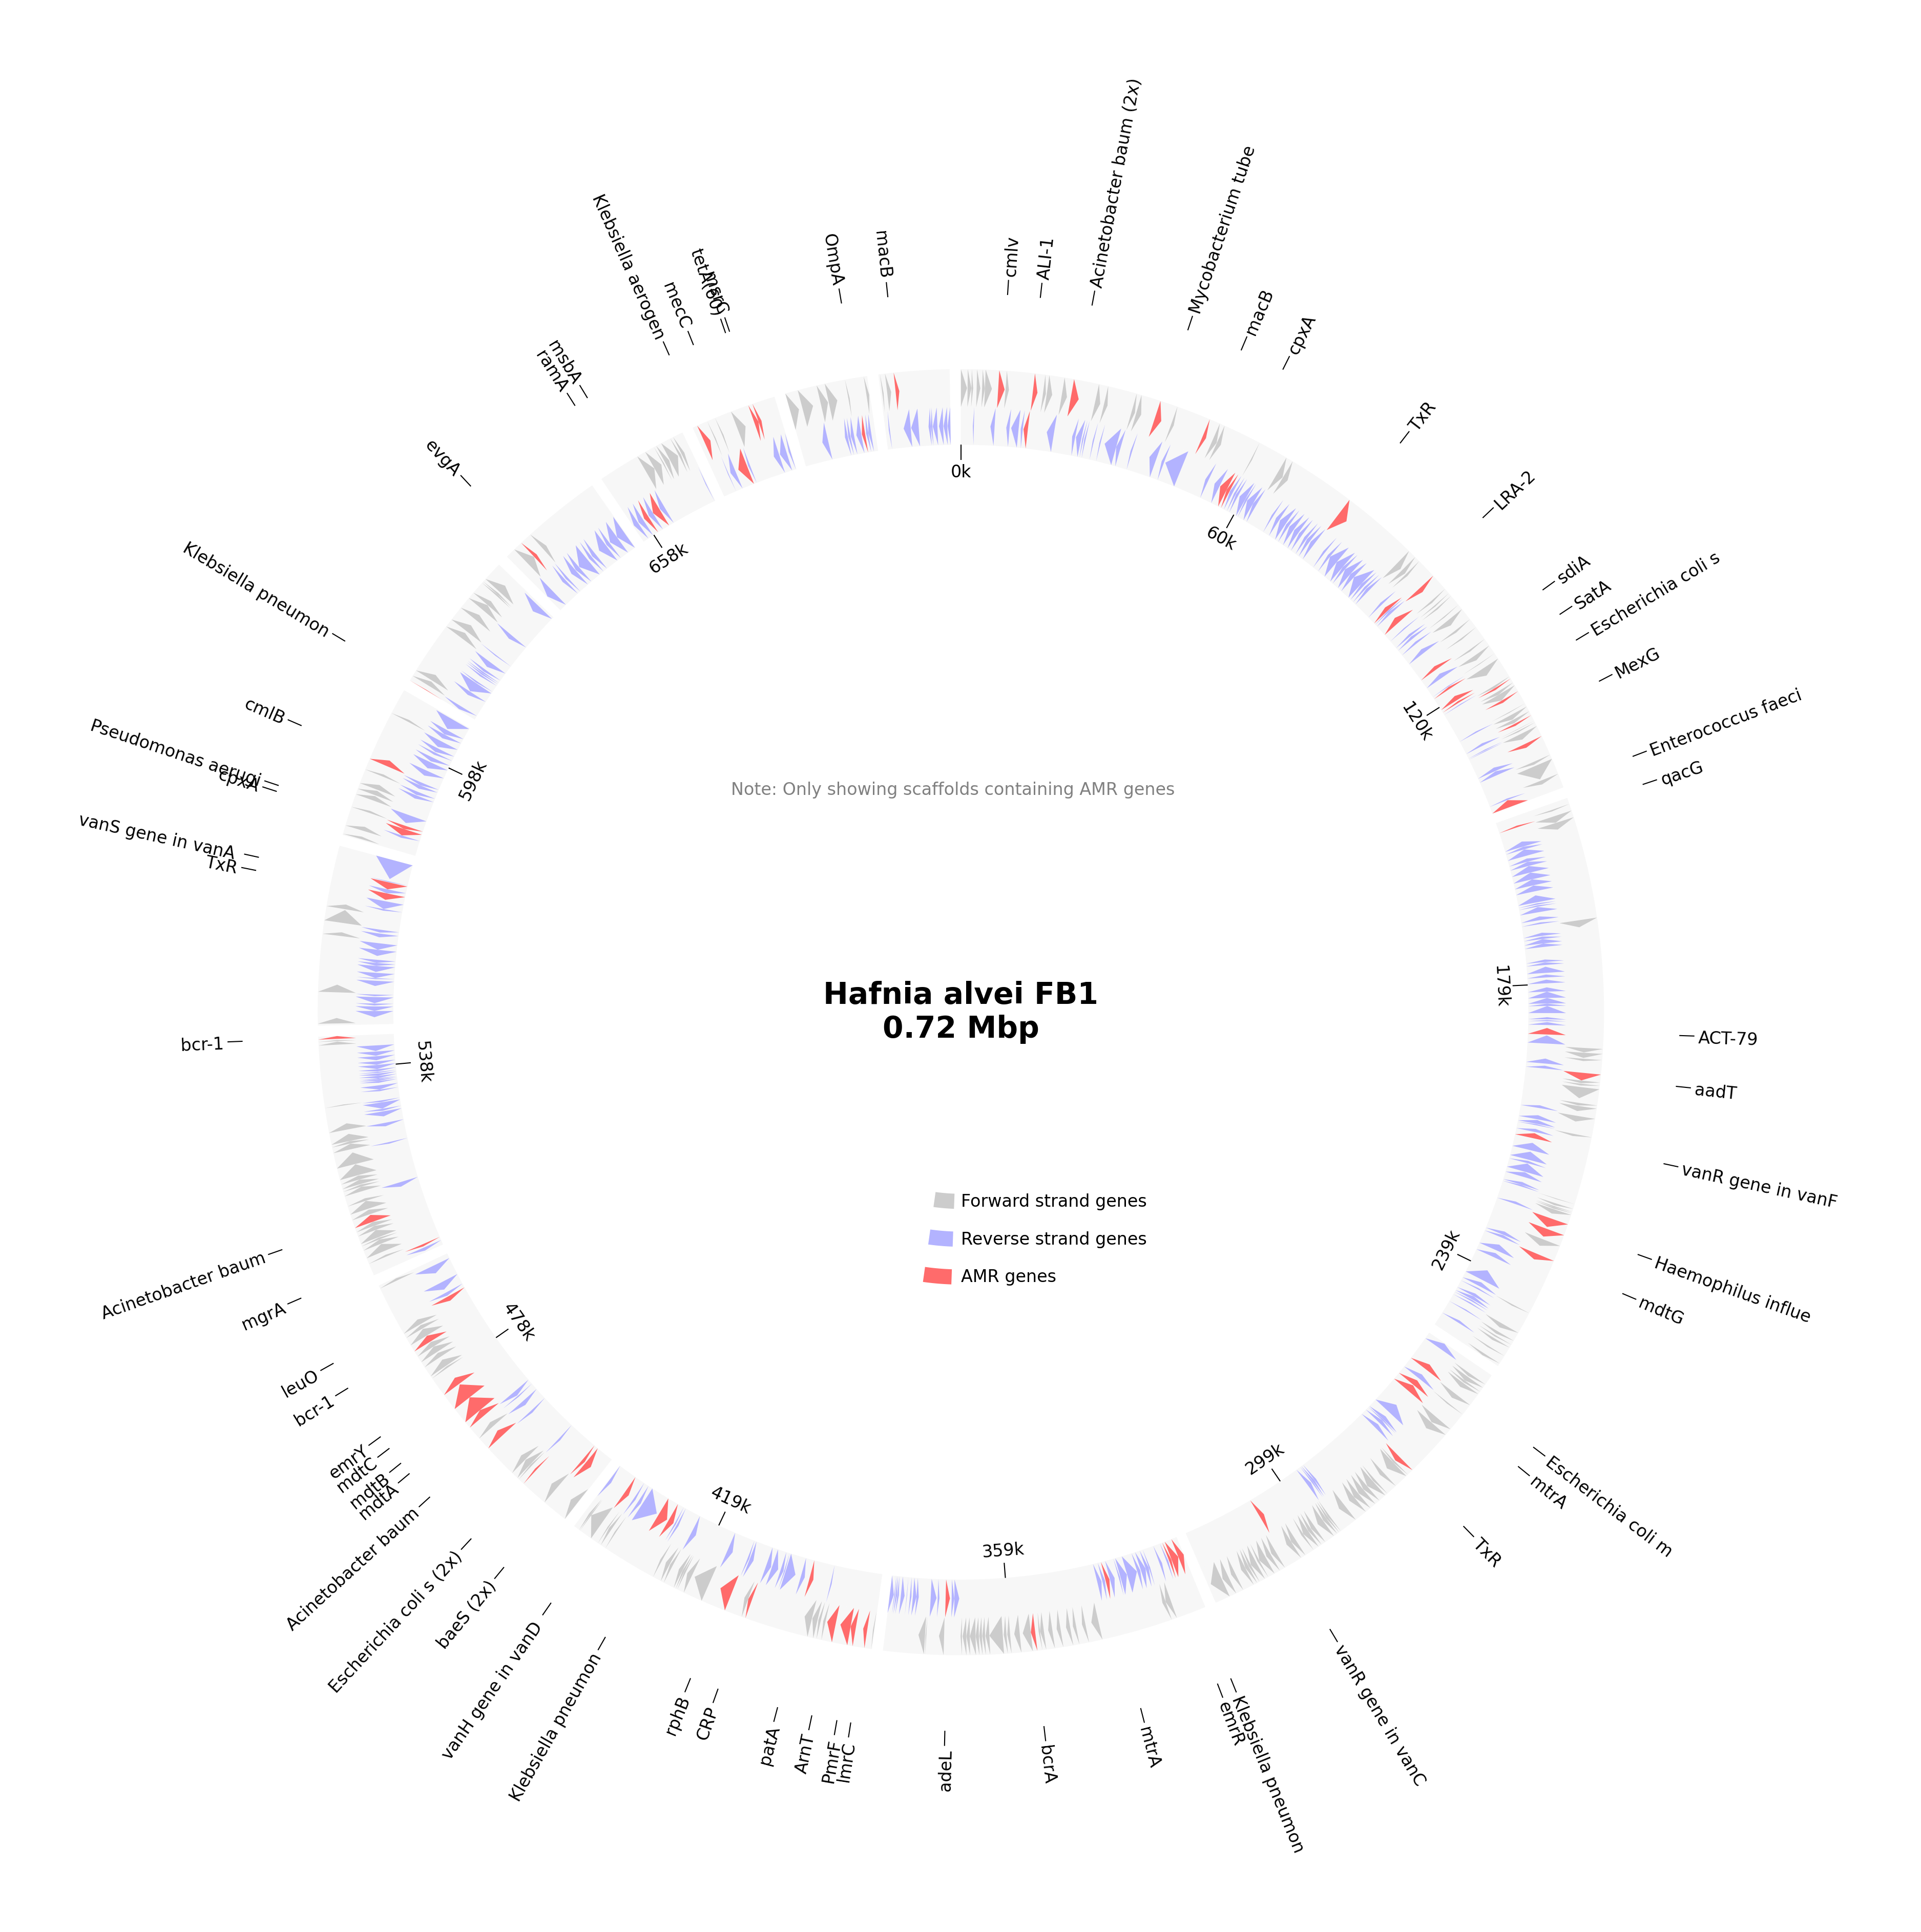 cmlv
ALI-1
Acinetobacter baum (2x)
Mycobacterium tube
macB
cpxA
TxR
LRA-2
sdiA
SatA
Escherichia coli s
MexG
Enterococcus faeci
qacG
ACT-79
aadT
vanR gene in vanF
Haemophilus influe
mdtG
Escherichia coli m
mtrA
TxR
vanR gene in vanC
Klebsiella pneumon
emrR
mtrA
bcrA
adeL
lmrC
PmrF
ArnT
patA
CRP
rphB
Klebsiella pneumon
vanH gene in vanD
baeS (2x)
Escherichia coli s (2x)
Acinetobacter baum
mdtA
mdtB
mdtC
emrY
bcr-1
leuO
mgrA
Acinetobacter baum
bcr-1
TxR
vanS gene in vanA
cpxA
Pseudomonas aerugi
cmlB
Klebsiella pneumon
evgA
ramA
msbA
Klebsiella aerogen
mecC
tetA(60)
OmpA
macB
0k
60k
120k
179k
239k
299k
359k
419k
478k
538k
598k
658k
Note: Only showing scaffolds containing AMR genes
Hafnia alvei FB1
0.72 Mbp
Forward strand genes
Reverse strand genes
AMR genes